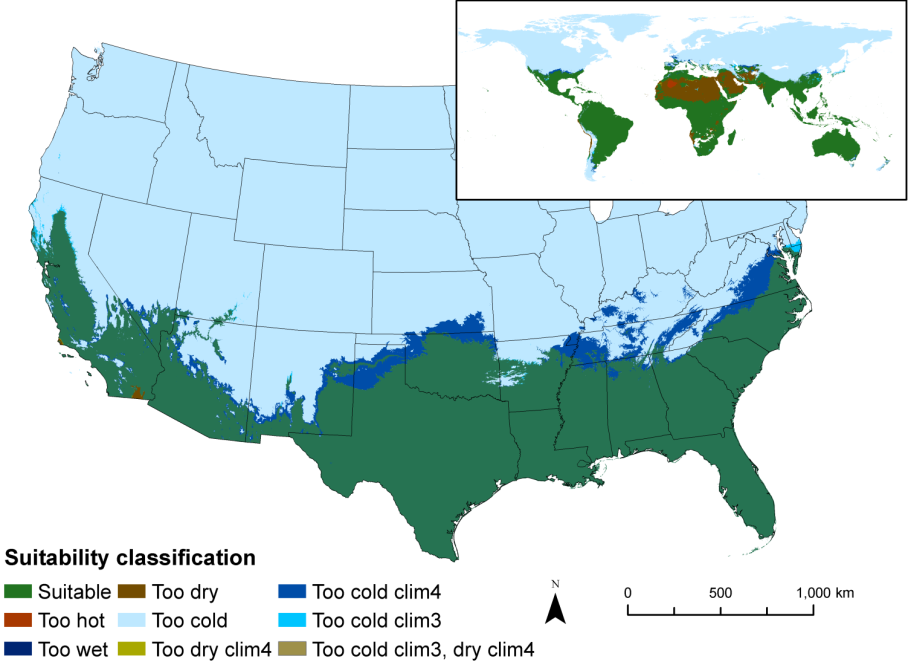 Suitability classification
Suitable Too dry Too cold clim4
Too hot Too cold Too cold clim3
Too wet Too dry clim4 Too cold clim3, dry clim4
N
0 500 1,000 km